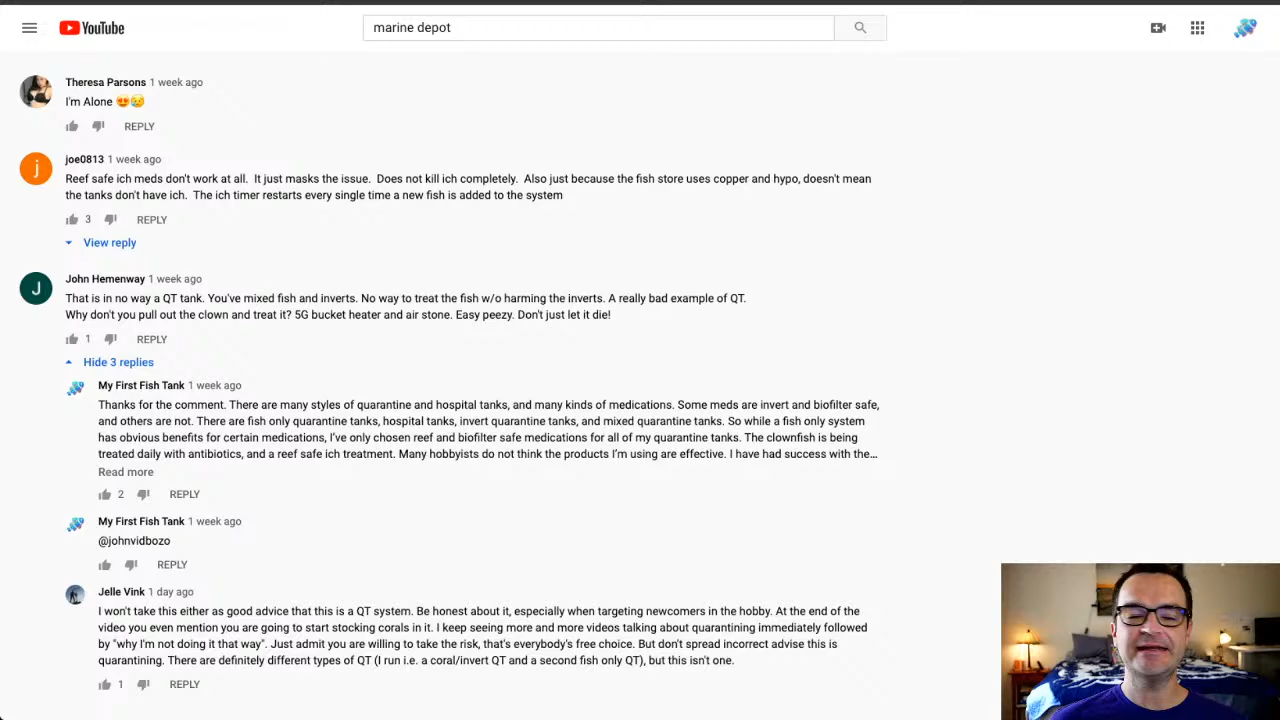 YouTube
marine depot
Theresa Parsons 1 week ago
I'm Alone 😍😥
REPLY
j
joe0813 1 week ago
Reef safe ich meds don't work at all. It just masks the issue. Does not kill ich completely. Also just because the fish store uses copper and hypo, doesn't mean
the tanks don't have ich. The ich timer restarts every single time a new fish is added to the system
3 REPLY
View reply
J
John Hemenway 1 week ago
That is in no way a QT tank. You've mixed fish and inverts. No way to treat the fish w/o harming the inverts. A really bad example of QT.
Why don't you pull out the clown and treat it? 5G bucket heater and air stone. Easy peezy. Don't just let it die!
1 REPLY
Hide 3 replies
My First Fish Tank 1 week ago
Thanks for the comment. There are many styles of quarantine and hospital tanks, and many kinds of medications. Some meds are invert and biofilter safe,
and others are not. There are fish only quarantine tanks, hospital tanks, invert quarantine tanks, and mixed quarantine tanks. So while a fish only system
has obvious benefits for certain medications, I've only chosen reef and biofilter safe medications for all of my quarantine tanks. The clownfish is being
treated daily with antibiotics, and a reef safe ich treatment. Many hobbyists do not think the products I'm using are effective. I have had success with the...
Read more
2 REPLY
My First Fish Tank 1 week ago
@johnvidbozo
REPLY
Jelle Vink 1 day ago
I won't take this either as good advice that this is a QT system. Be honest about it, especially when targeting newcomers in the hobby. At the end of the
video you even mention you are going to start stocking corals in it. I keep seeing more and more videos talking about quarantining immediately followed
by "why I'm not doing it that way". Just admit you are willing to take the risk, that's everybody's free choice. But don't spread incorrect advise this is
quarantining. There are definitely different types of QT (I run i.e. a coral/invert QT and a second fish only QT), but this isn't one.
1 REPLY